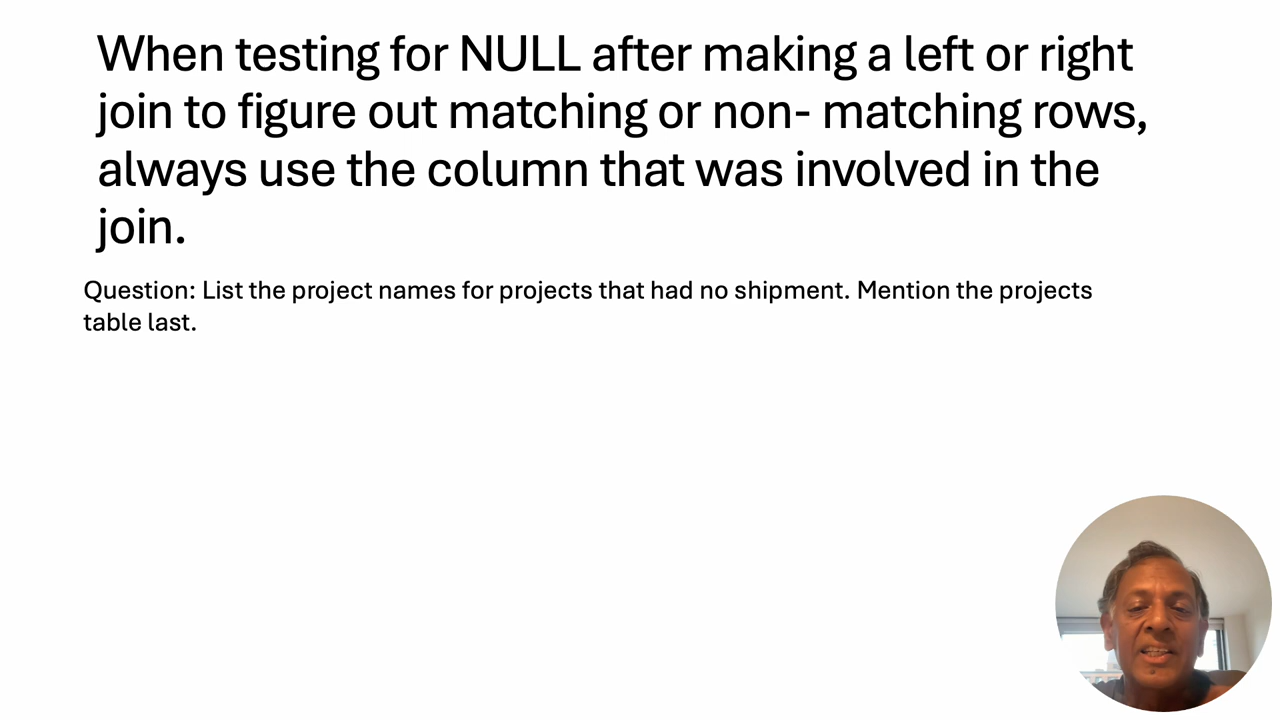 When testing for NULL after making a left or right
join to figure out matching or non- matching rows,
always use the column that was involved in the
join.
Question: List the project names for projects that had no shipment. Mention the projects
table last.